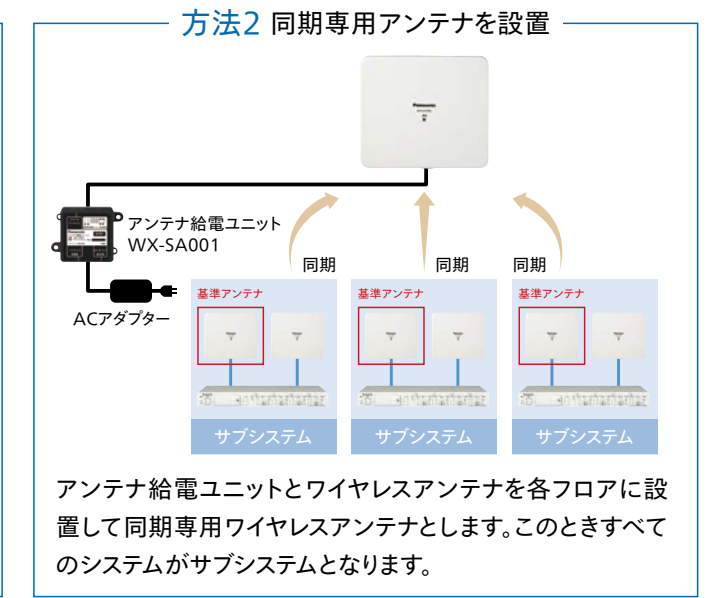 方法2 同期専用アンテナを設置
Panasonic
アンテナ給電ユニット
WX-SA001
ACアダプター
同期
同期
同期
基準アンテナ
基準アンテナ
基準アンテナ
サブシステム
サブシステム
サブシステム
アンテナ給電ユニットとワイヤレスアンテナを各フロアに設
置して同期専用ワイヤレスアンテナとします。このときすべて
のシステムがサブシステムとなります。